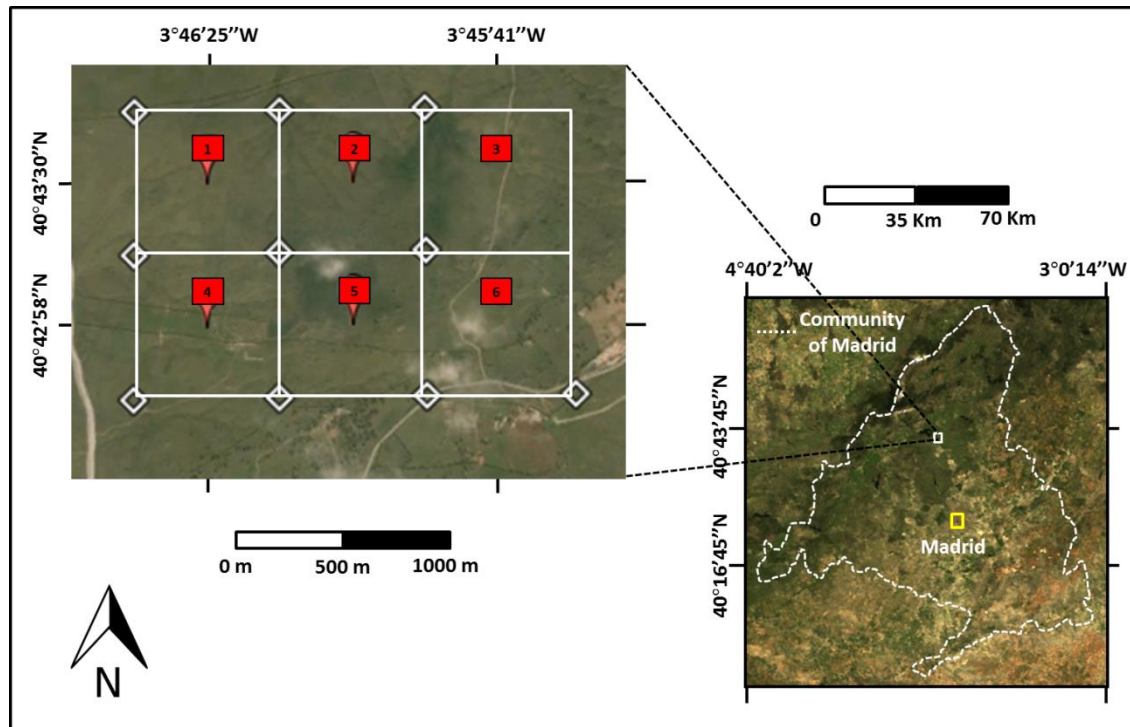 3°46’25’’W
3°45’41’’W
40°43’30’’N
40°42’58’’N
1
2
3
4
5
6
0 m
500 m
1000 m
N
0
35 Km
70 Km
4°40’2’’W
3°0’14’’W
40°43’45’’N
40°16’45’’N
Community
of Madrid
Madrid